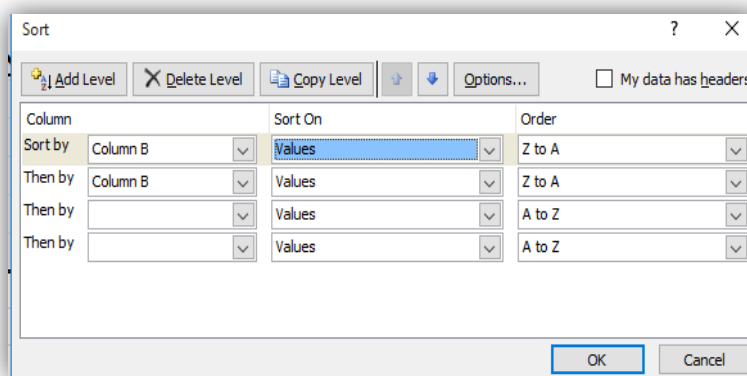 Sort ?
Add Level Delete Level Copy Level Options... My data has headers
Column Sort On Order
Sort by Column B Values Z to A
Then by Column B Values Z to A
Then by Values A to Z
Then by Values A to Z
OK Cancel